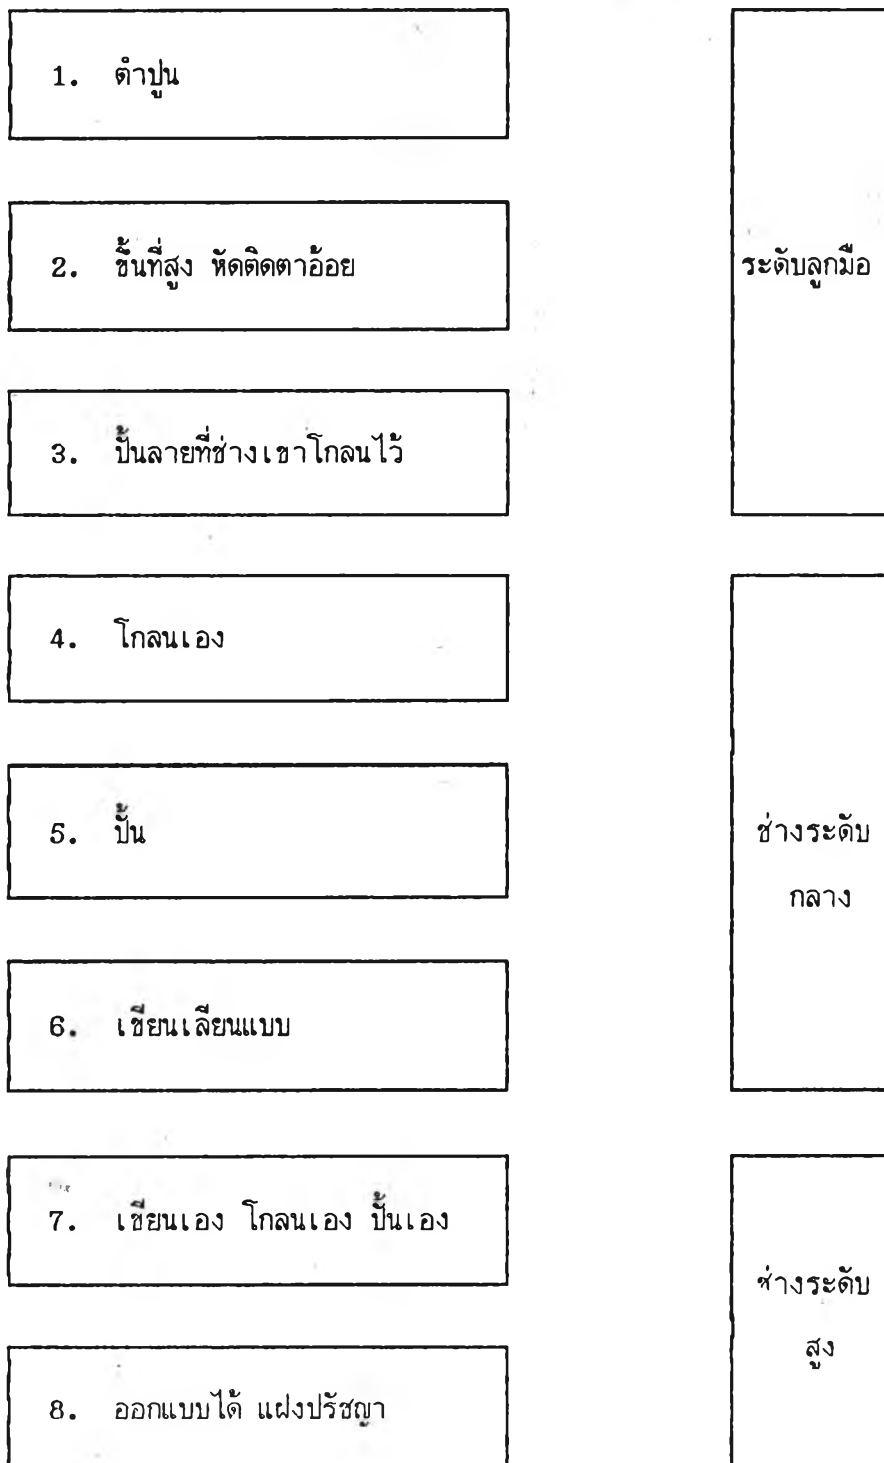 1. ตำปูน
2. ขึ้นที่สูง หัดติดตาอ้อย
ระดับลูกมือ
3. ปั้นลายที่ช่างเขาโกลนไว้
4. โกลนเอง
5. ปั้น
ช่างระดับ
กลาง
6. เขียนเลียนแบบ
7. เขียนเอง โกลนเอง ปั้นเอง
ช่างระดับ
สูง
8. ออกแบบได้ แฝงปรัชญา